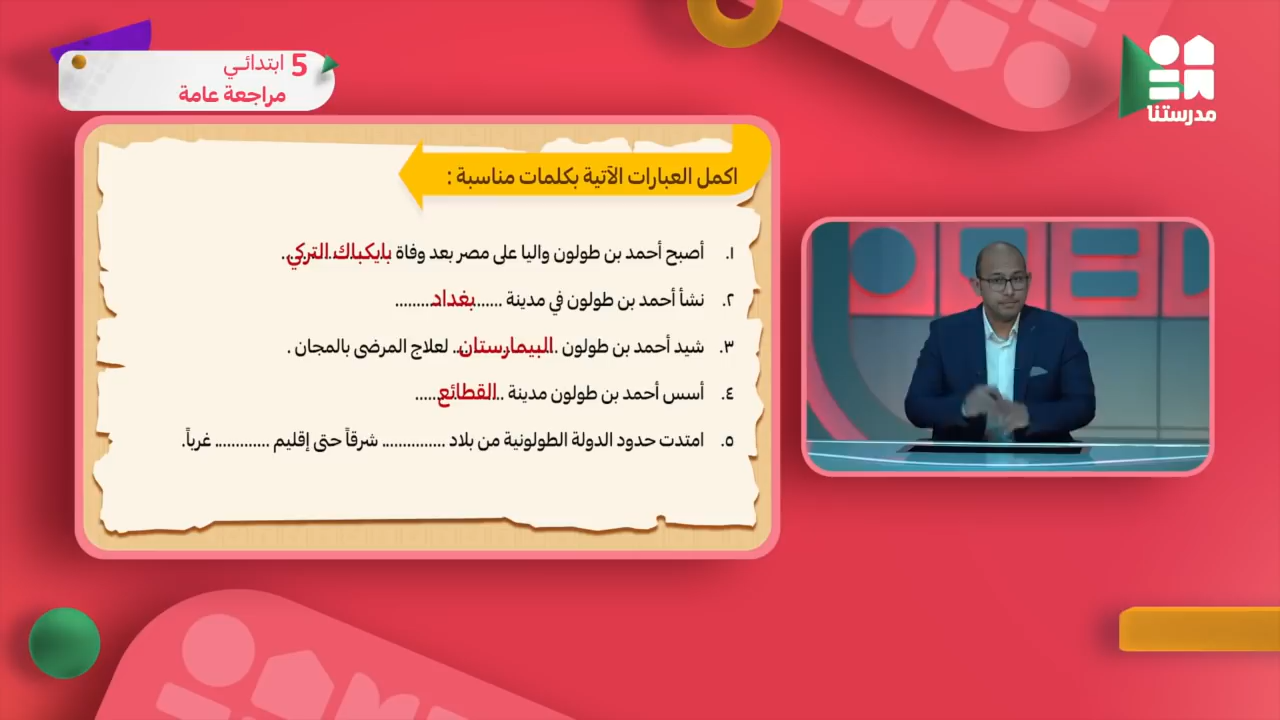 5 ابتدائي
مراجعة عامة
مدرستنا
اكمل العبارات الآتية بكلمات مناسبة :
١. أصبح أحمد بن طولون واليا على مصر بعد وفاة بايكباك التركي.
٢. نشأ أحمد بن طولون في مدينة ......بغداد........
٣. شيد أحمد بن طولون .البيمارستان.. لعلاج المرضى بالمجان .
٤. أسس أحمد بن طولون مدينة ..القطائع.....
٥. امتدت حدود الدولة الطولونية من بلاد ............... شرقاً حتى إقليم ............. غرباً.